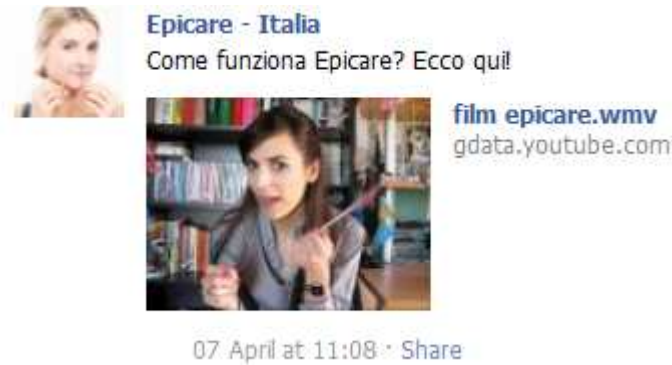 Epicare - Italia
Come funziona Epicare? Ecco qui!
film epicare.wmv
gdata.youtube.com
07 April at 11:08 · Share